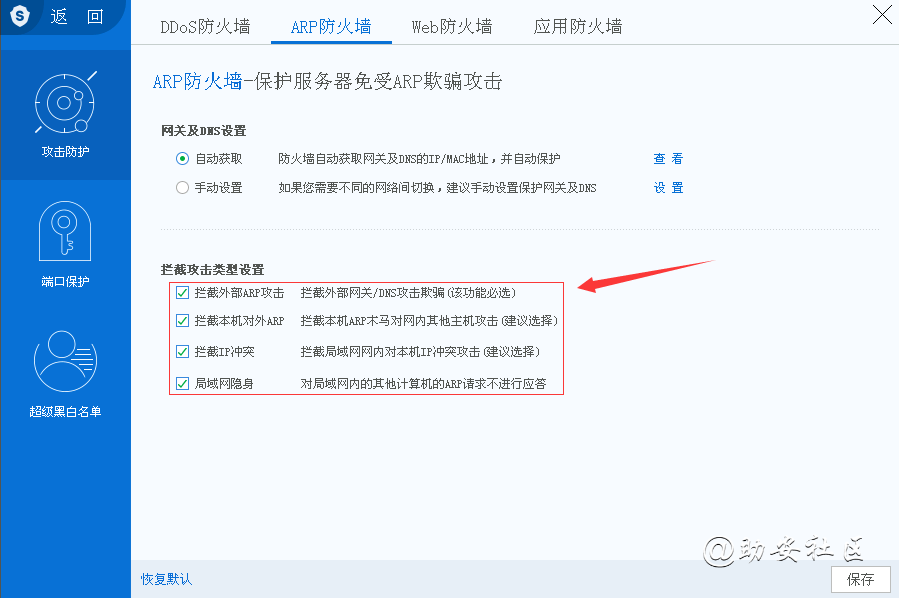 S 返 回
DDoS防火墙 ARP防火墙 Web防火墙 应用防火墙
ARP防火墙-保护服务器免受ARP欺骗攻击
攻击防护
端口保护
超级黑白名单
网关及DNS设置
自动获取 防火墙自动获取网关及DNS的IP/MAC地址，并自动保护 查 看
手动设置 如果您需要不同的网络间切换，建议手动设置保护网关及DNS 设 置
拦截攻击类型设置
拦截外部ARP攻击 拦截外部网关/DNS攻击欺骗(该功能必选)
拦截本机对外ARP 拦截本机ARP木马对网内其他主机攻击(建议选择)
拦截IP冲突 拦截局域网网内对本机IP冲突攻击(建议选择)
局域网隐身 对局域网内的其他计算机的ARP请求不进行应答
@助安社区
恢复默认 保存